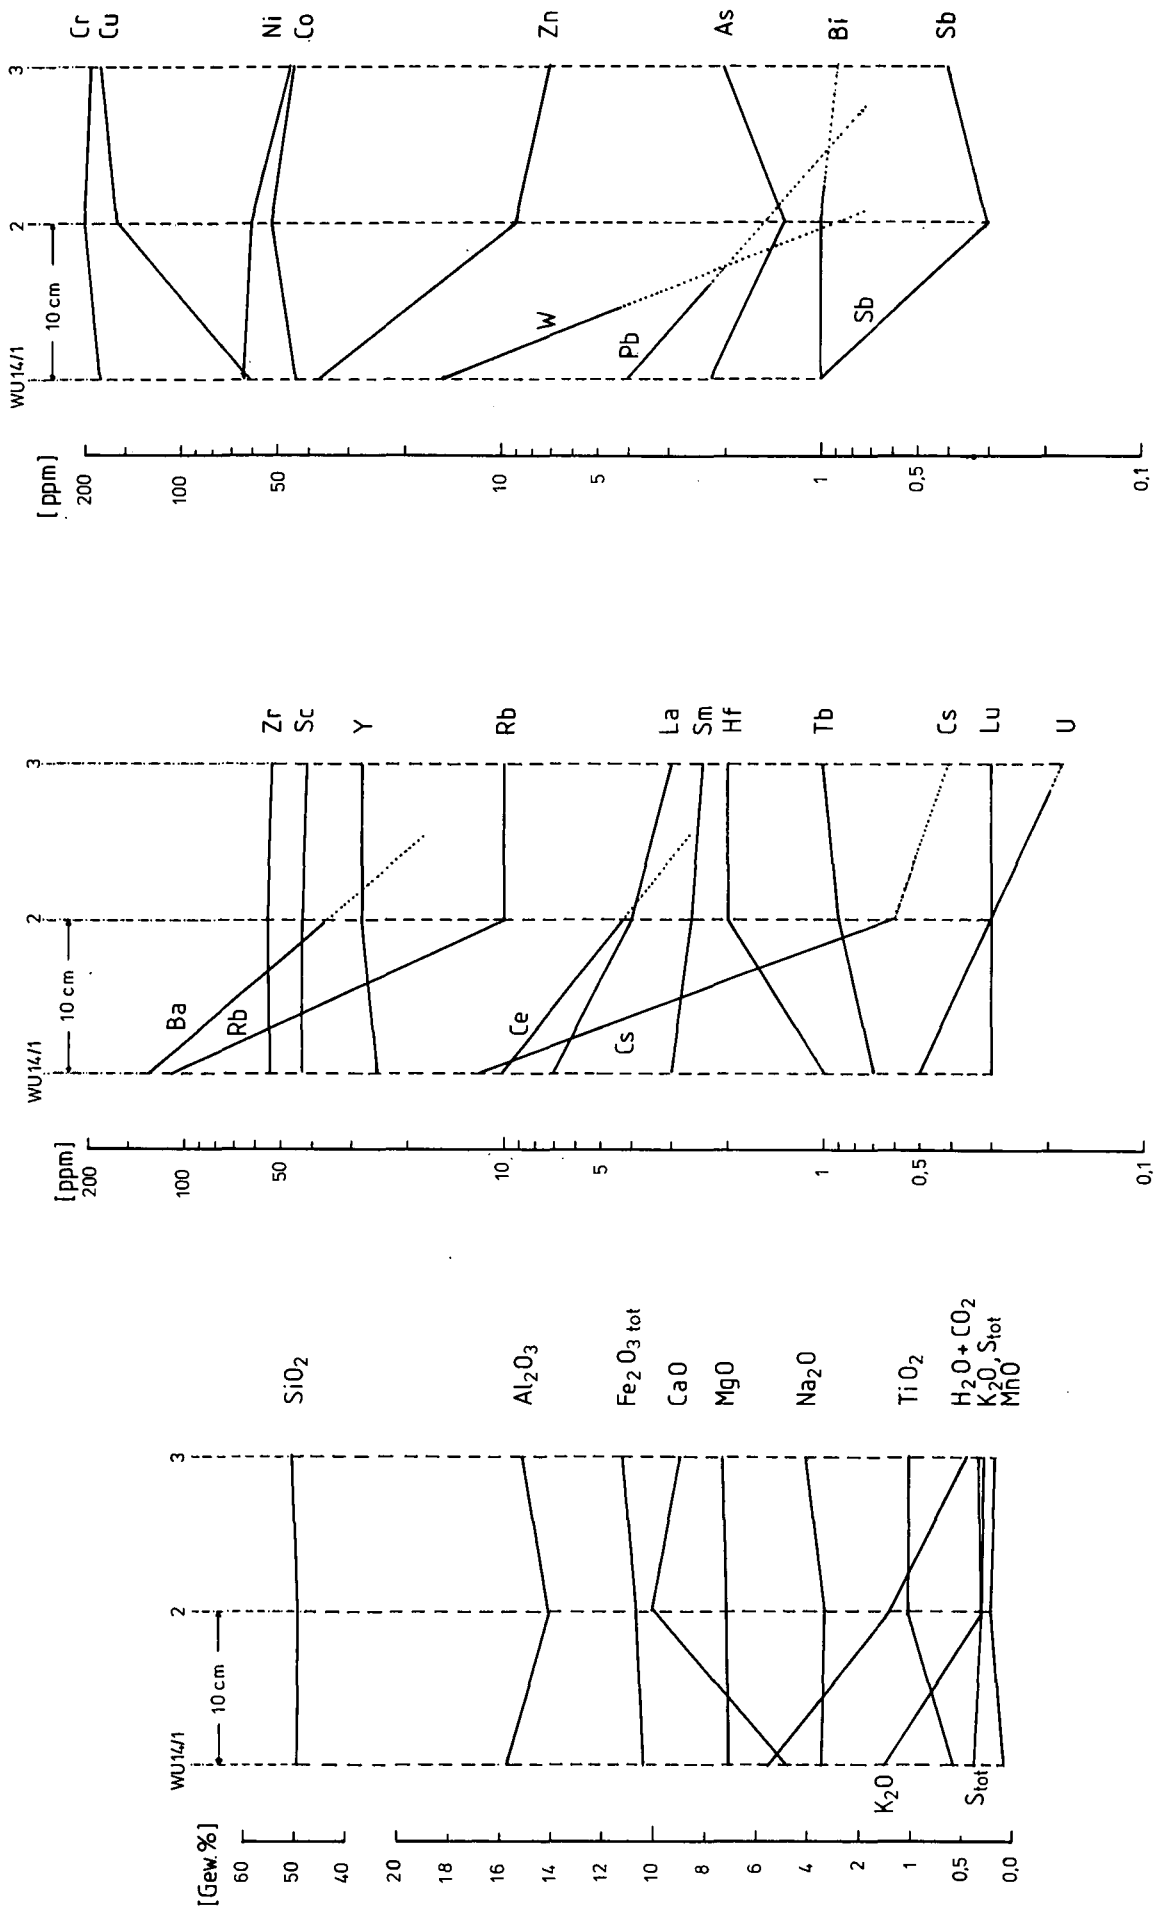 WU14/1 2 3
10 cm
[Gew.%]
60
50
40
20
18
16
14
12
10
8
6
4
2
1
0,5
0,0
SiO2
Al2O3
Fe2O3 tot
CaO
MgO
Na2O
TiO2
H2O + CO2
K2O, Stot
MnO
K2O
Stot
WU14/1 2 3
10 cm
[ppm]
200
100
50
10
5
1
0,5
0,1
Ba
Rb
Ce
Cs
Zr
Sc
Y
Rb
La
Sm
Hf
Tb
Cs
Lu
U
WU14/1 2 3
10 cm
[ppm]
200
100
50
10
5
1
0,5
0,1
W
Pb
Sb
Cr
Cu
Ni
Co
Zn
As
Bi
Sb